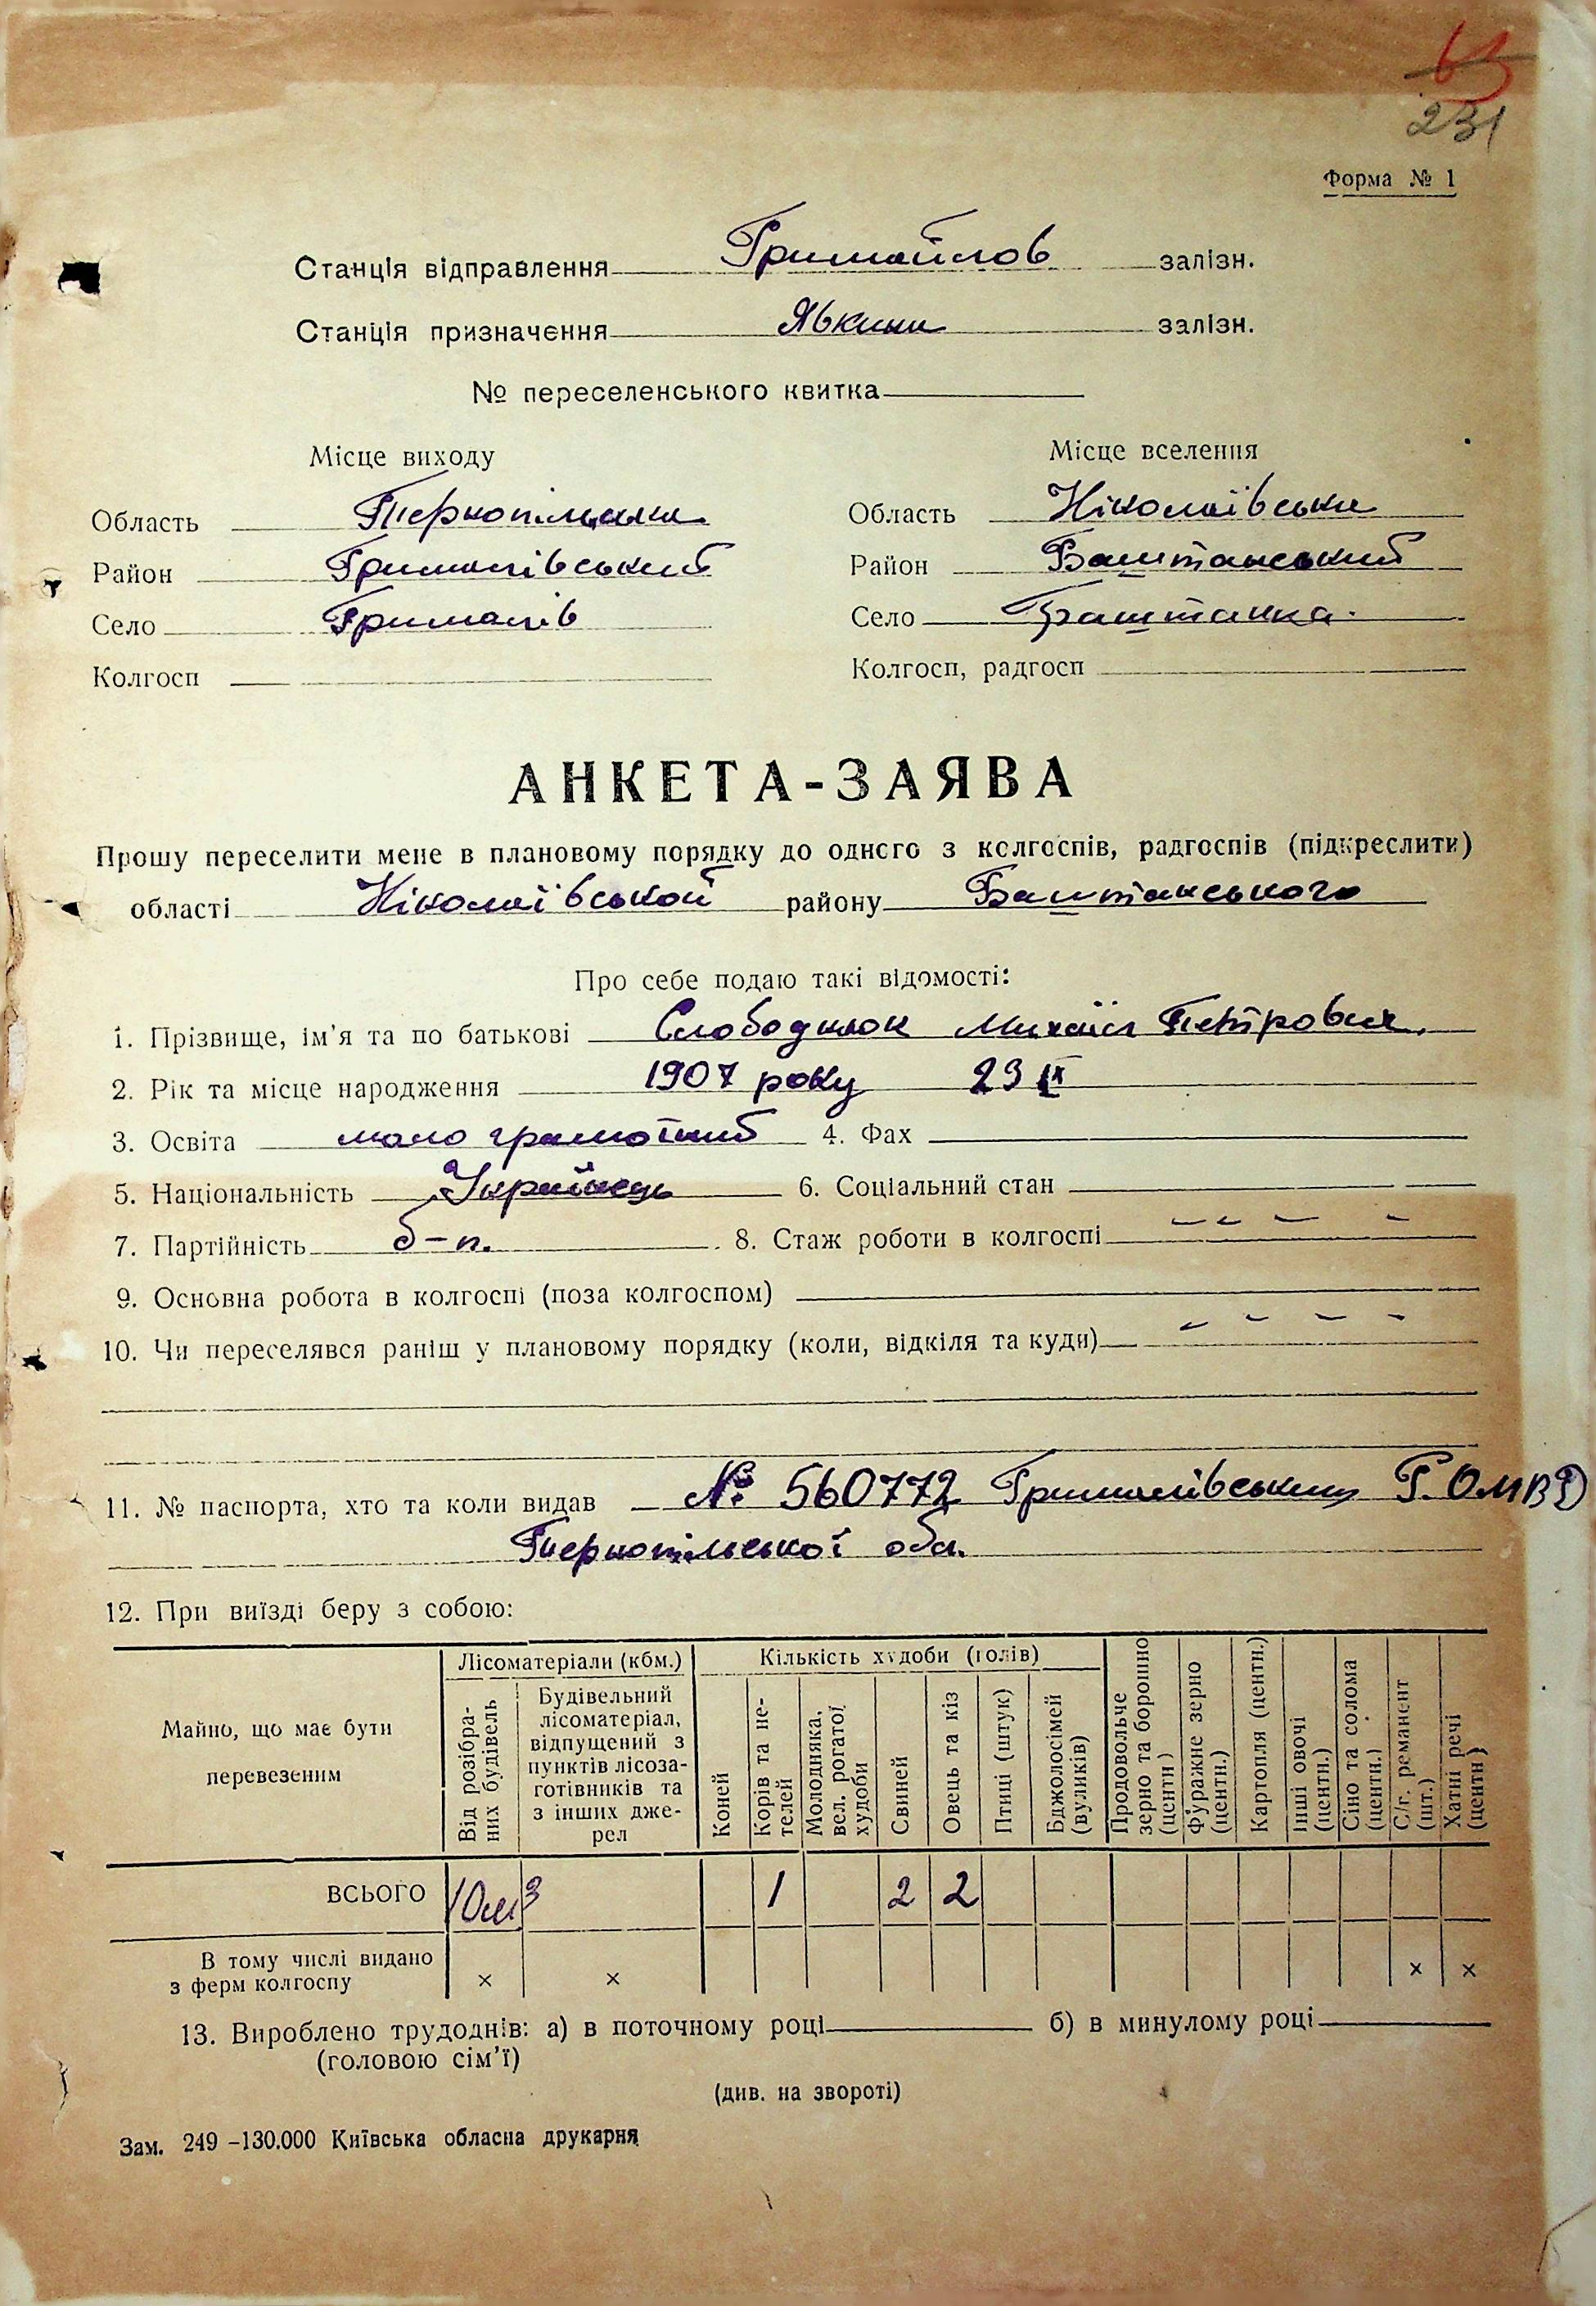 63
231
Форма № 1
Станція відправлення Гримайлов залізн.
Станція призначення Явкини залізн.
№ переселенського квитка
Місце виходу Місце вселення
Область Тернопільська Область Ніколаївська
Район Грималівський Район Баштанський
Село Грималів Село Баштанка.
Колгосп Колгосп, радгосп
АНКЕТА-ЗАЯВА
Прошу переселити мене в плановому порядку до одного з колгоспів, радгоспів (підкреслити)
області Ніколаївської району Баштанського
Про себе подаю такі відомості:
1. Прізвище, ім'я та по батькові Слободнюк Михаїл Петрович.
2. Рік та місце народження 1907 року 23 IX
3. Освіта мало грамотний 4. Фах
5. Національність Українець 6. Соціальний стан
7. Партійність б-п. 8. Стаж роботи в колгоспі - - - -
9. Основна робота в колгоспі (поза колгоспом)
10. Чи переселявся раніш у плановому порядку (коли, відкіля та куди) - - - -
11. № паспорта, хто та коли видав № 560772 Грималівським Р.О.МВД
Тернопільської обл.
12. При виїзді беру з собою:
Майно, що має бути перевезеним
Лісоматеріали (кбм.)
Від розібраних будівель
Будівельний лісоматеріал, відпущений з пунктів лісозаготівників та з інших джерел
Кількість худоби (голів)
Коней
Корів та нетелей
Молодняка, вел. рогатої худоби
Свиней
Овець та кіз
Птиці (штук)
Бджолосімей (вуликів)
Продовольче зерно та борошно (центн)
Фуражне зерно (центн.)
Картопля (центн.)
Інші овочі (центн.)
Сіно та солома (центн.)
С/г. реманент (шт.)
Хатні речі (центн)
ВСЬОГО 10м3 1 2 2
В тому числі видано
з ферм колгоспу × × × ×
13. Вироблено трудоднів: а) в поточному році б) в минулому році
(головою сім'ї)
(див. на звороті)
Зам. 249 –130.000 Київська обласна друкарня